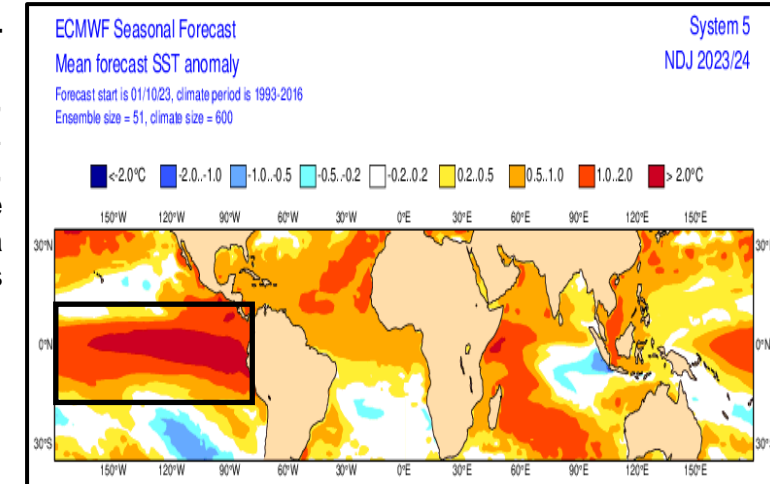 ECMWF Seasonal Forecast
System 5
Mean forecast SST anomaly
NDJ 2023/24
Forecast start is 01/10/23, climate period is 1993-2016
Ensemble size = 51, climate size = 600
<-2.0°C -2.0..-1.0 -1.0..-0.5 -0.5..-0.2 -0.2..0.2 0.2..0.5 0.5..1.0 1.0..2.0 > 2.0°C
150°W 120°W 90°W 60°W 30°W 0°E 30°E 60°E 90°E 120°E 150°E
30°N
0°N 0°N
30°S
150°W 120°W 90°W 60°W 30°W 0°E 30°E 60°E 90°E 120°E 150°E